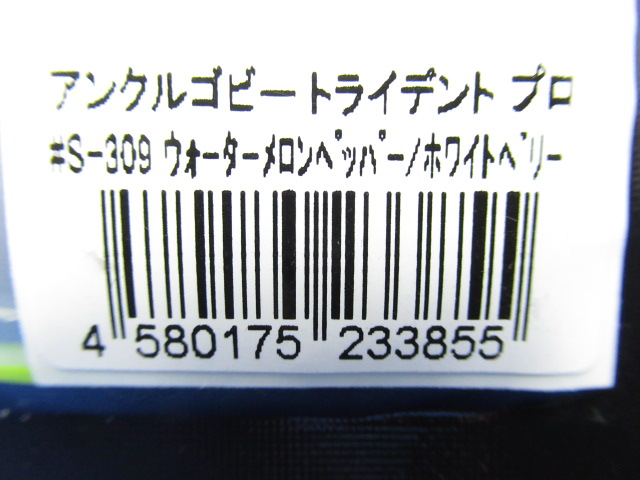 アンクルゴビートライデント プロ
#S-309 ウォーターメロンペッパー/ホワイトベリー
4 580175 233855